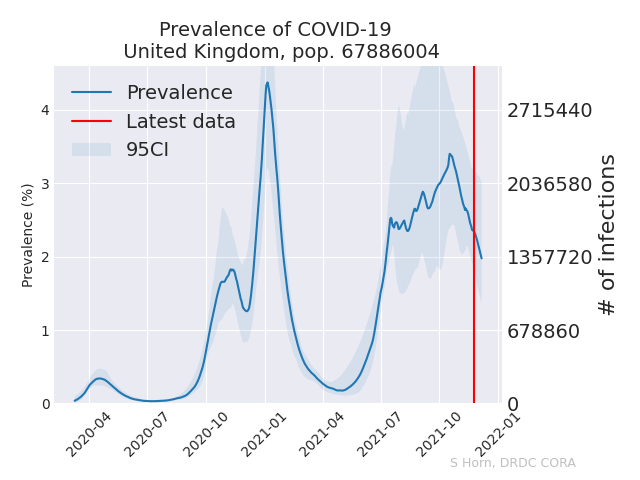 Prevalence of COVID-19
United Kingdom, pop. 67886004
Prevalence
Latest data
95CI
Prevalence (%)
4
3
2
1
0
2715440
2036580
1357720
678860
0
# of infections
2020-04
2020-07
2020-10
2021-01
2021-04
2021-07
2021-10
2022-01
S Horn, DRDC CORA